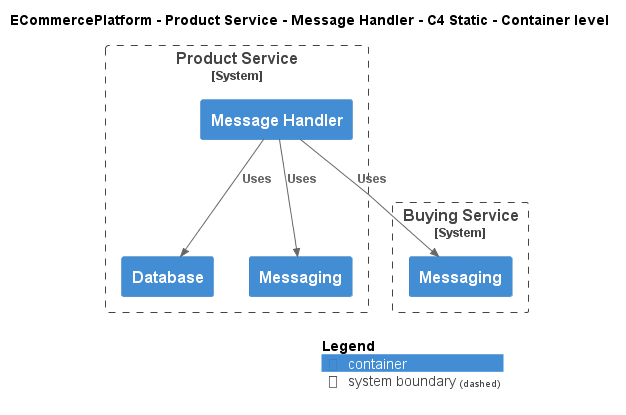 ECommercePlatform - Product Service - Message Handler - C4 Static - Container level
Product Service
[System]
Message Handler
Uses
Uses
Uses
Buying Service
[System]
Database
Messaging
Messaging
Legend
container
system boundary (dashed)